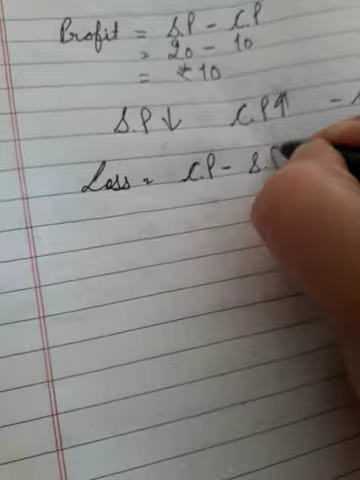 Profit = S.P - C.P
= 20 - 10
= ₹10
S.P↓ C.P↑ -
Loss = C.P - S.P